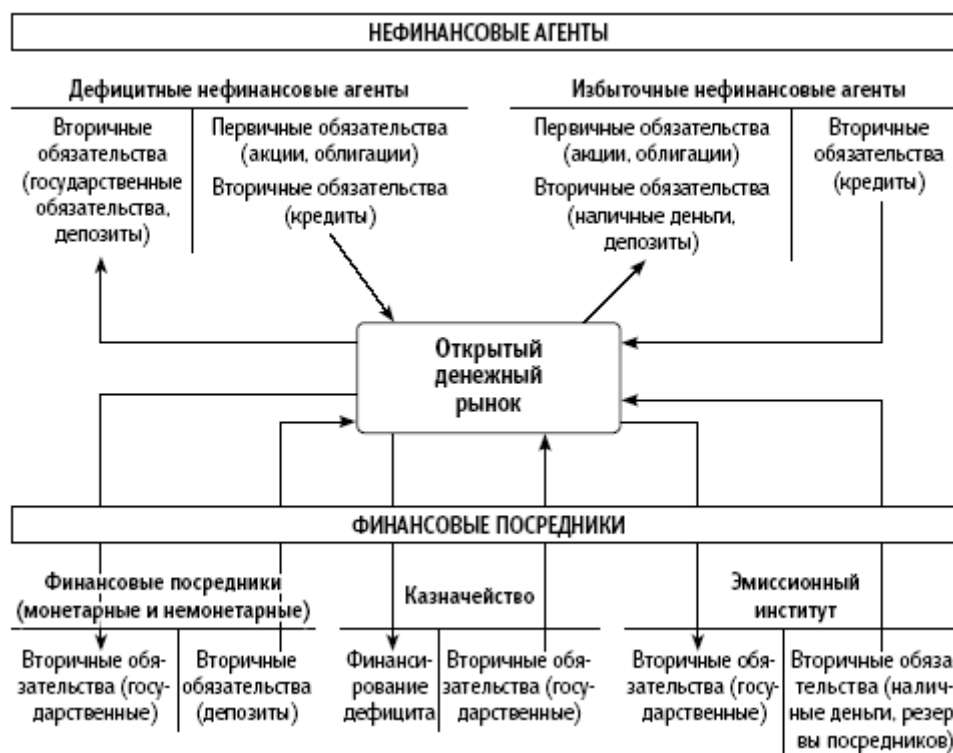 НЕФИНАНСОВЫЕ АГЕНТЫ
Дефицитные нефинансовые агенты
Вторичные
обязательства
(государственные
обязательства,
депозиты)
Первичные обязательства
(акции, облигации)
Вторичные обязательства
(кредиты)
Избыточные нефинансовые агенты
Первичные обязательства
(акции, облигации)
Вторичные обязательства
(наличные деньги,
депозиты)
Вторичные
обязательства
(кредиты)
Открытый
денежный
рынок
ФИНАНСОВЫЕ ПОСРЕДНИКИ
Финансовые посредники
(монетарные и немонетарные)
Вторичные обя-
зательства (госу-
дарственные)
Вторичные
обязательства
(депозиты)
Казначейство
Финанси-
рование
дефицита
Вторичные обя-
зательства (госу-
дарственные)
Эмиссионный
институт
Вторичные обя-
зательства (госу-
дарственные)
Вторичные обяза
тельства (налич-
ные деньги, резер
вы посредников)